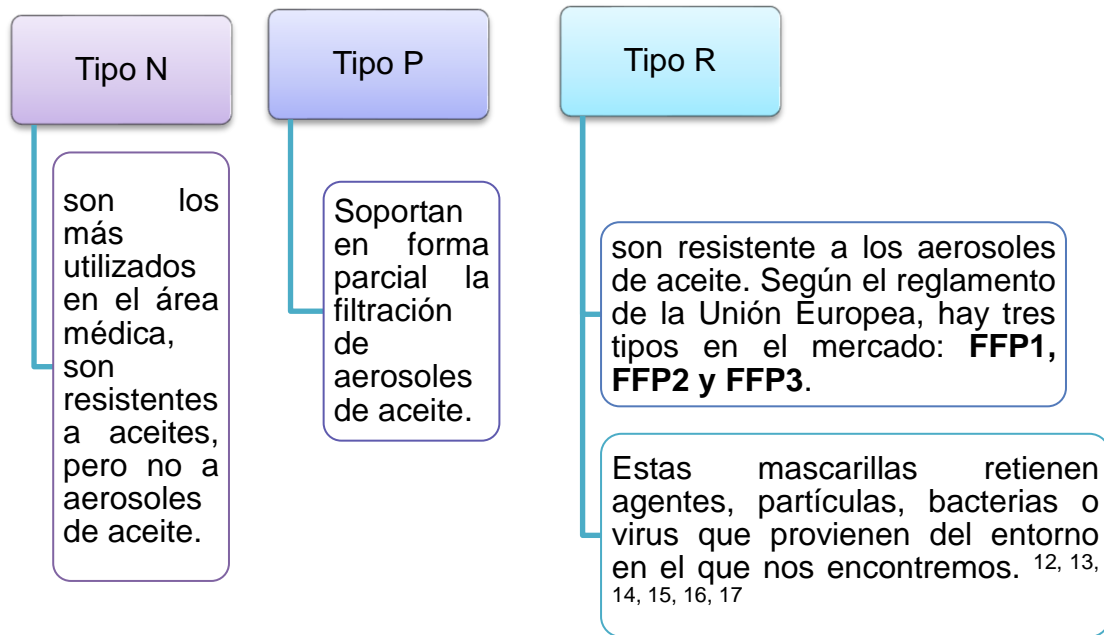 Tipo N
son los
más
utilizados
en el área
médica,
son
resistentes
a aceites,
pero no a
aerosoles
de aceite.
Tipo P
Soportan
en forma
parcial la
filtración
de
aerosoles
de aceite.
Tipo R
son resistente a los aerosoles
de aceite. Según el reglamento
de la Unión Europea, hay tres
tipos en el mercado: FFP1,
FFP2 y FFP3.
Estas mascarillas retienen
agentes, partículas, bacterias o
virus que provienen del entorno
en el que nos encontremos. 12, 13,
14, 15, 16, 17